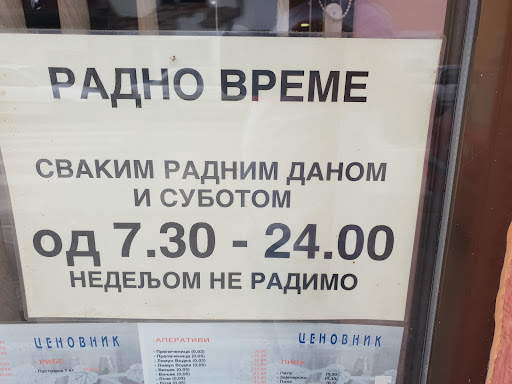 РАДНО ВРЕМЕ
СВАКИМ РАДНИМ ДАНОМ
И СУБОТОМ
ОД 7.30 - 24.00
НЕДЕЉОМ НЕ РАДИМО
ЦЕНОВНИК
АПЕРАТИВИ
ЦЕНОВНИК